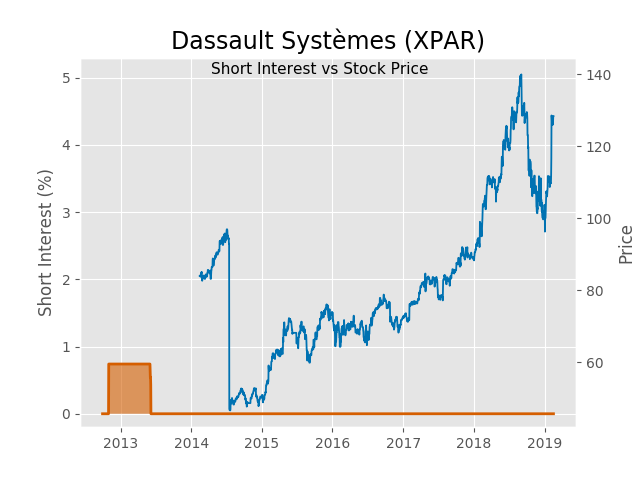 Dassault Systèmes (XPAR)
Short Interest vs Stock Price
Short Interest (%)
5
4
3
2
1
0
140
120
100
80
60
Price
2013 2014 2015 2016 2017 2018 2019